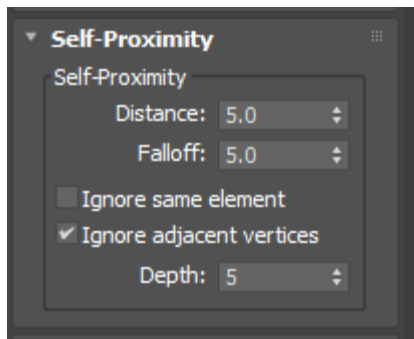 Self-Proximity
Self-Proximity
Distance: 5.0
Falloff: 5.0
Ignore same element
Ignore adjacent vertices
Depth: 5